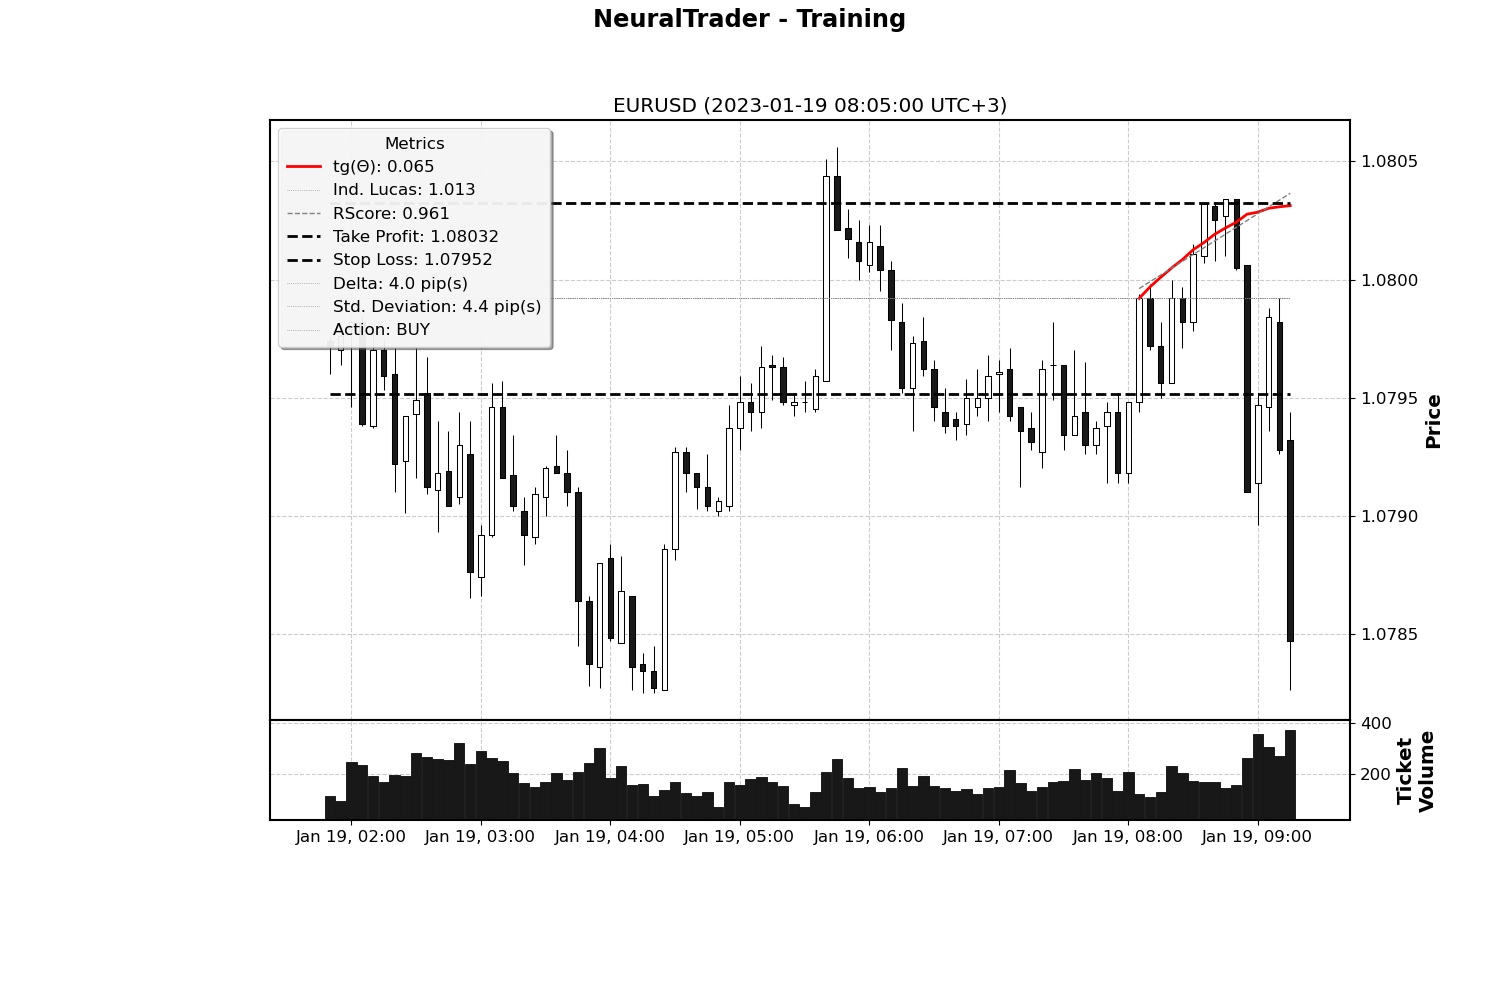 NeuralTrader - Training
EURUSD (2023-01-19 08:05:00 UTC+3)
Metrics
tg(Θ): 0.065
Ind. Lucas: 1.013
RScore: 0.961
Take Profit: 1.08032
Stop Loss: 1.07952
Delta: 4.0 pip(s)
Std. Deviation: 4.4 pip(s)
Action: BUY
1.0805
1.0800
1.0795
1.0790
1.0785
Price
400
200
Ticket
Volume
Jan 19, 02:00
Jan 19, 03:00
Jan 19, 04:00
Jan 19, 05:00
Jan 19, 06:00
Jan 19, 07:00
Jan 19, 08:00
Jan 19, 09:00